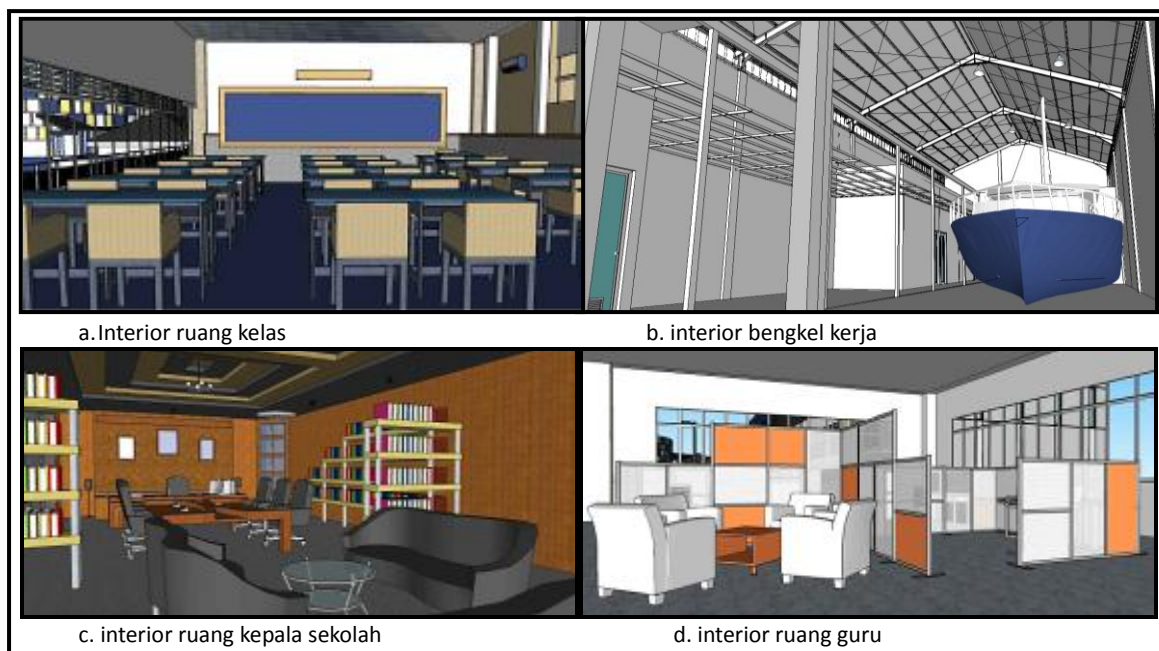 a.Interior ruang kelas
b. interior bengkel kerja
c. interior ruang kepala sekolah
d. interior ruang guru